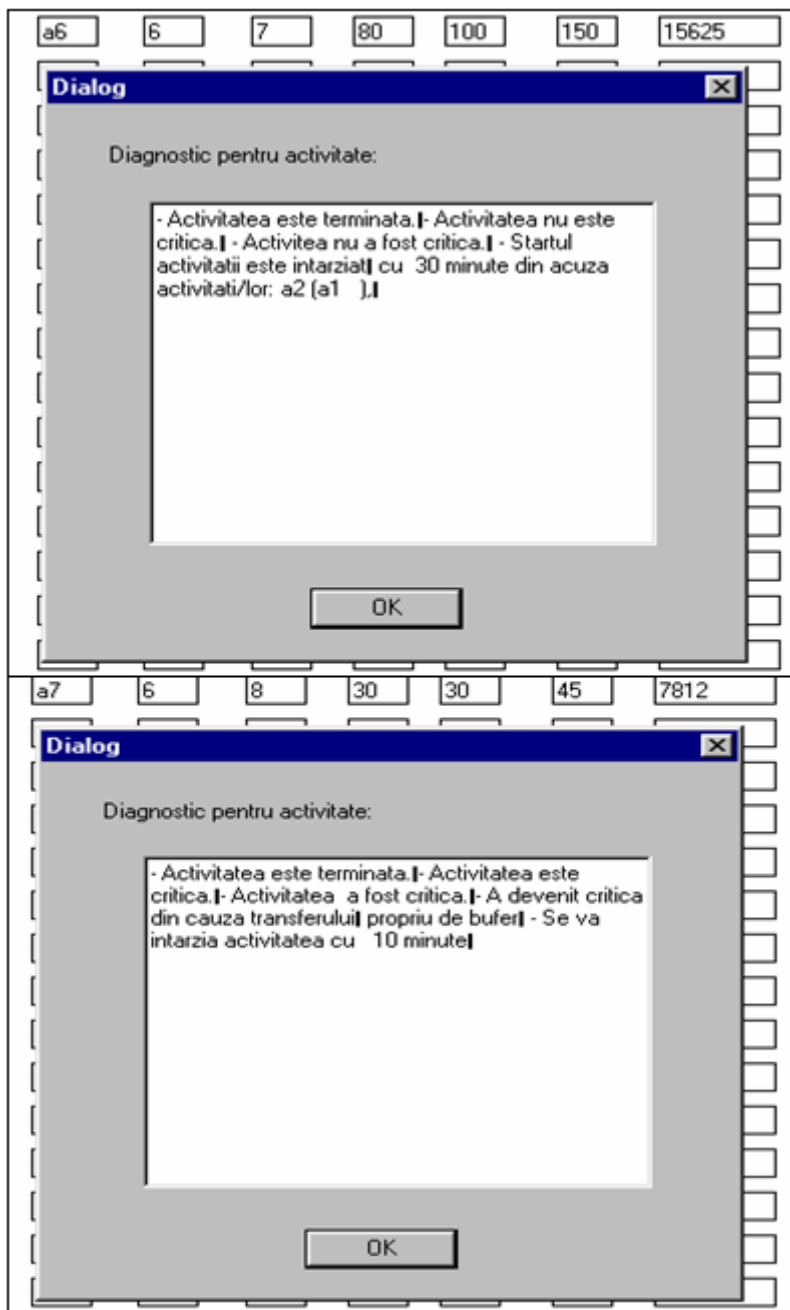 a6 6 7 80 100 150 15625
Dialog
Diagnostic pentru activitate:
- Activitatea este terminata.|- Activitatea nu este
critica.| - Activitea nu a fost critica.| - Startul
activitatii este intarziat| cu 30 minute din acuza
activitati/lor: a2 (a1 ),|
OK
a7 6 8 30 30 45 7812
Dialog
Diagnostic pentru activitate:
- Activitatea este terminata.|- Activitatea este
critica.|- Activitatea a fost critica.|- A devenit critica
din cauza transferului| propriu de bufer| - Se va
intarzia activitatea cu 10 minute|
OK